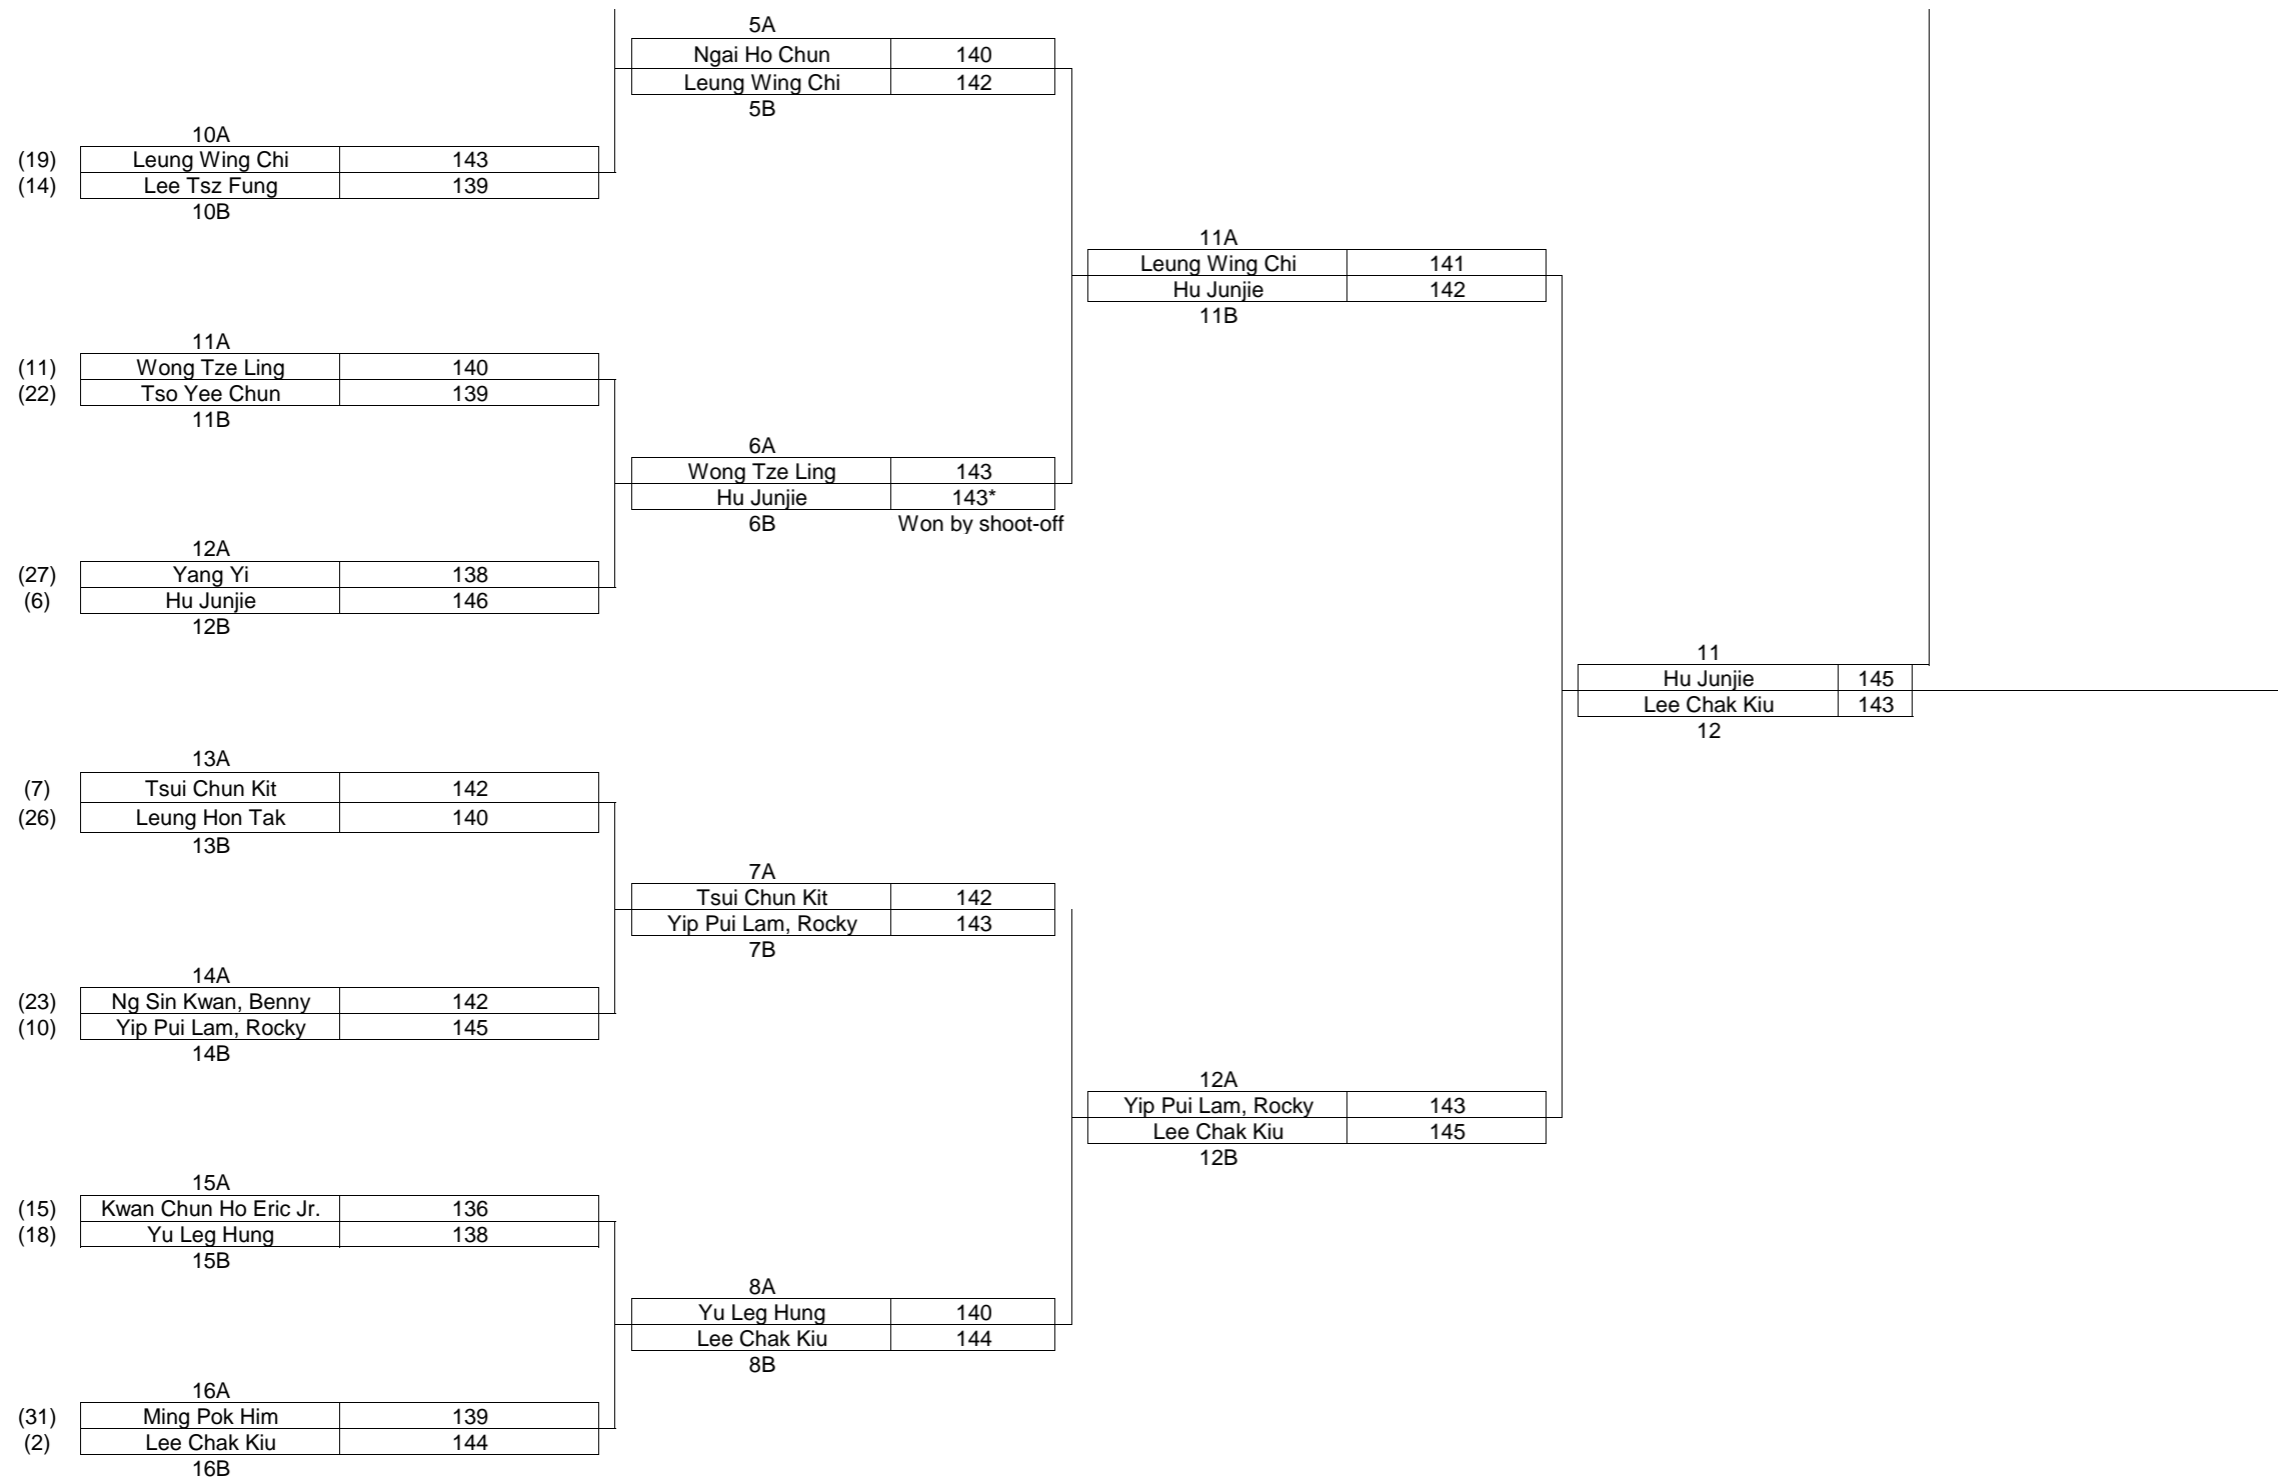 5A
Ngai Ho Chun 140
Leung Wing Chi 142
5B
10A
(19) Leung Wing Chi 143
(14) Lee Tsz Fung 139
10B
11A
Leung Wing Chi 141
Hu Junjie 142
11B
11A
(11) Wong Tze Ling 140
(22) Tso Yee Chun 139
11B
6A
Wong Tze Ling 143
Hu Junjie 143*
6B Won by shoot-off
12A
(27) Yang Yi 138
(6) Hu Junjie 146
12B
11
Hu Junjie 145
Lee Chak Kiu 143
12
13A
(7) Tsui Chun Kit 142
(26) Leung Hon Tak 140
13B
7A
Tsui Chun Kit 142
Yip Pui Lam, Rocky 143
7B
14A
(23) Ng Sin Kwan, Benny 142
(10) Yip Pui Lam, Rocky 145
14B
12A
Yip Pui Lam, Rocky 143
Lee Chak Kiu 145
12B
15A
(15) Kwan Chun Ho Eric Jr. 136
(18) Yu Leg Hung 138
15B
8A
Yu Leg Hung 140
Lee Chak Kiu 144
8B
16A
(31) Ming Pok Him 139
(2) Lee Chak Kiu 144
16B